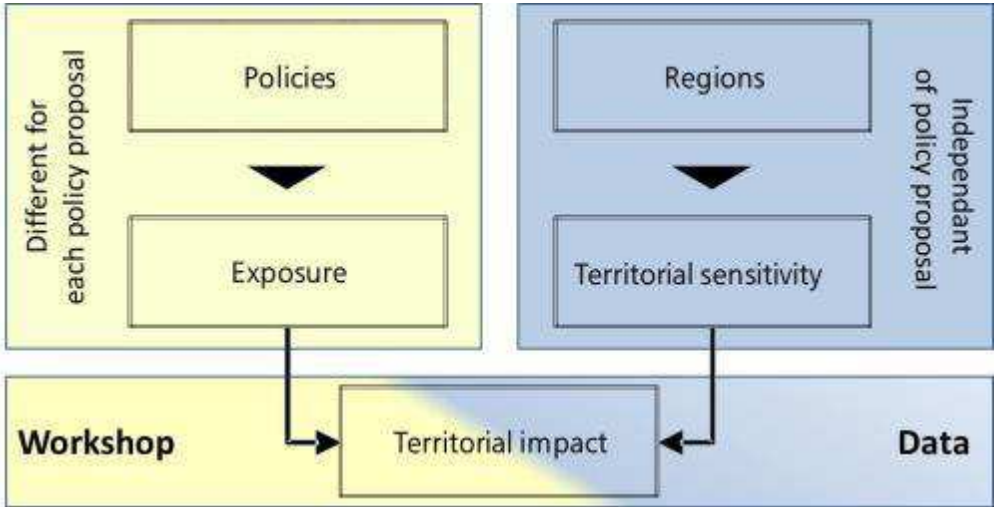 Different for
each policy proposal
Policies
Exposure
Regions
Territorial sensitivity
Independant
of policy proposal
Workshop
Territorial impact
Data